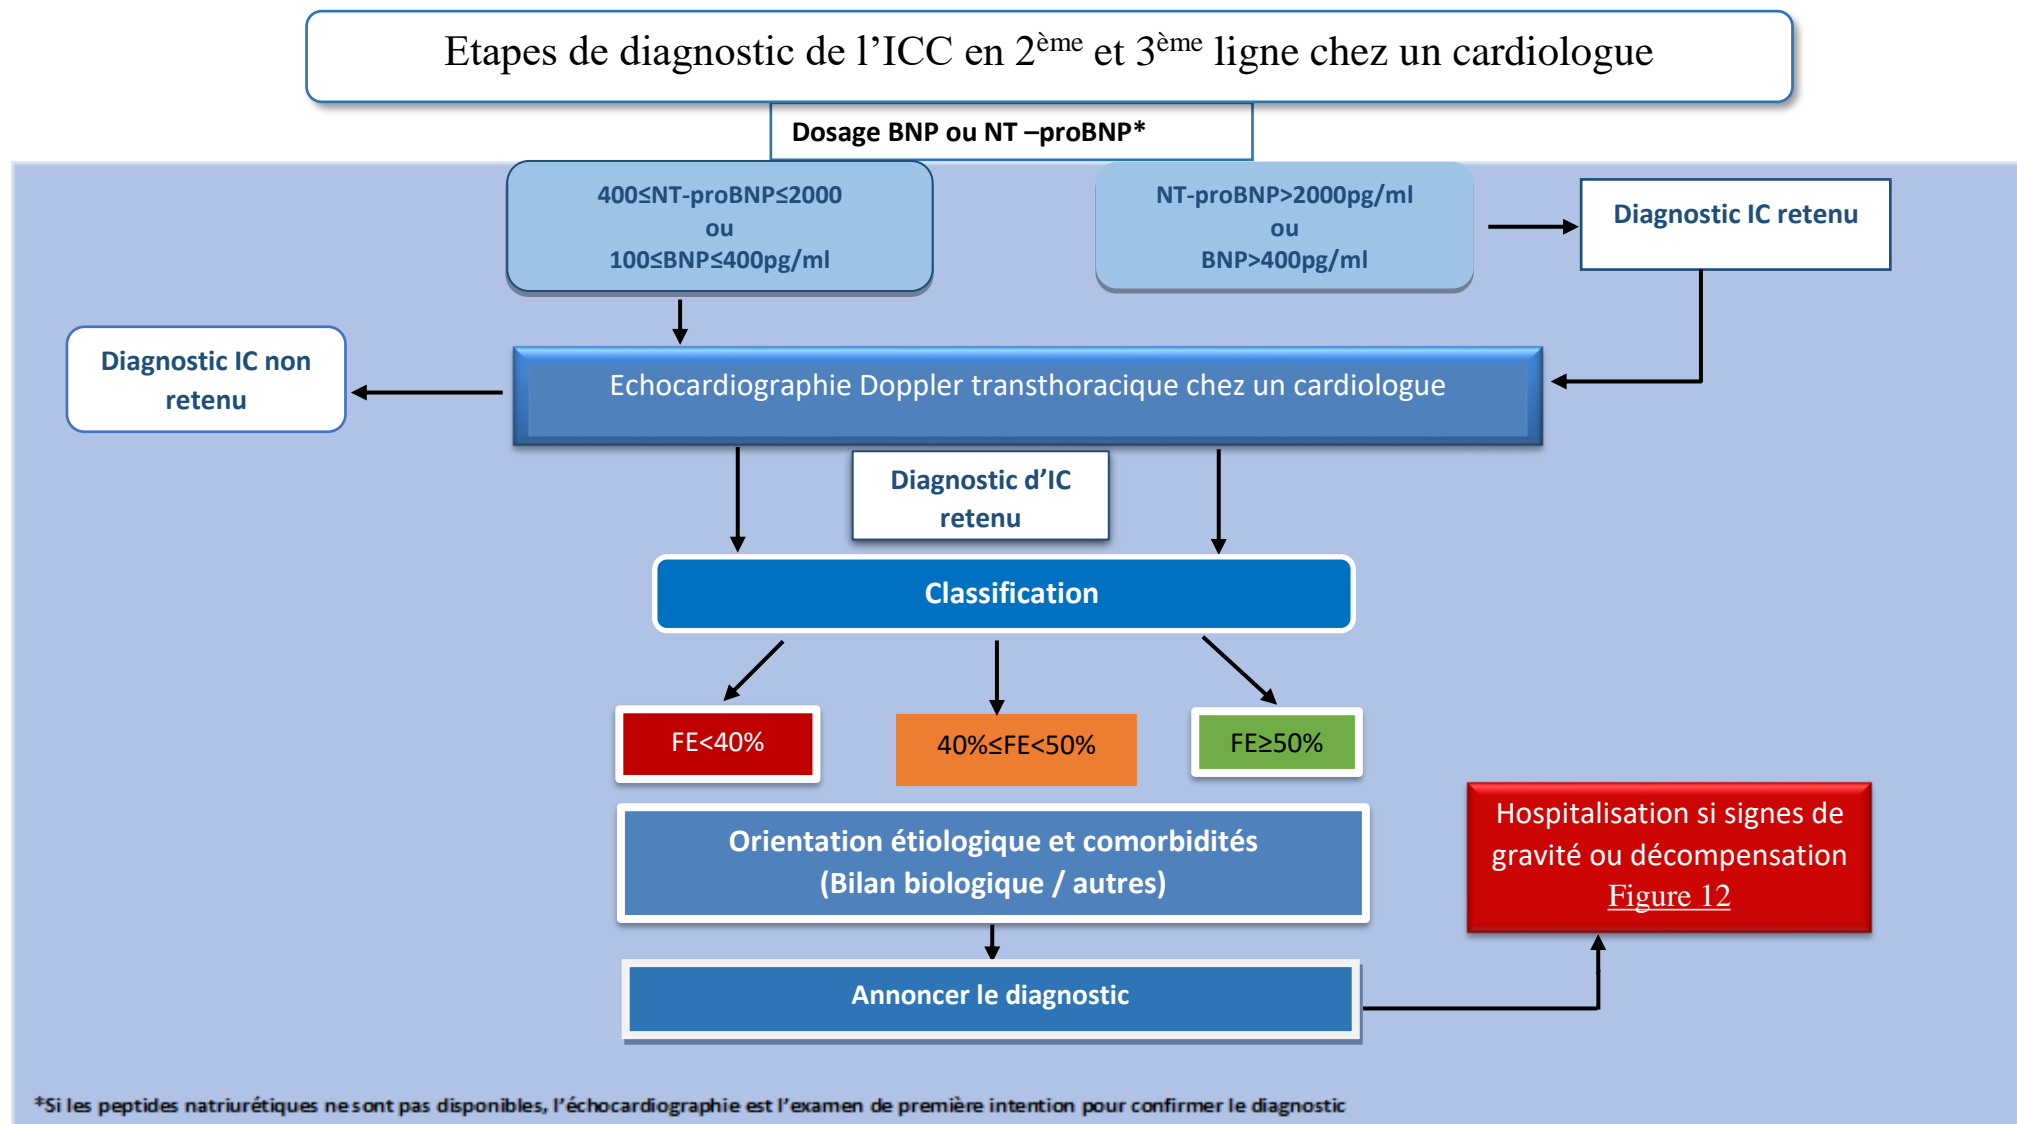 Etapes de diagnostic de l’ICC en 2ème et 3ème ligne chez un cardiologue
Dosage BNP ou NT –proBNP*
400≤NT-proBNP≤2000
ou
100≤BNP≤400pg/ml
NT-proBNP>2000pg/ml
ou
BNP>400pg/ml
Diagnostic IC retenu
Diagnostic IC non
retenu
Echocardiographie Doppler transthoracique chez un cardiologue
Diagnostic d’IC
retenu
Classification
FE<40%
40%≤FE<50%
FE≥50%
Orientation étiologique et comorbidités
(Bilan biologique / autres)
Hospitalisation si signes de
gravité ou décompensation
Figure 12
Annoncer le diagnostic
*Si les peptides natriurétiques ne sont pas disponibles, l’échocardiographie est l’examen de première intention pour confirmer le diagnostic